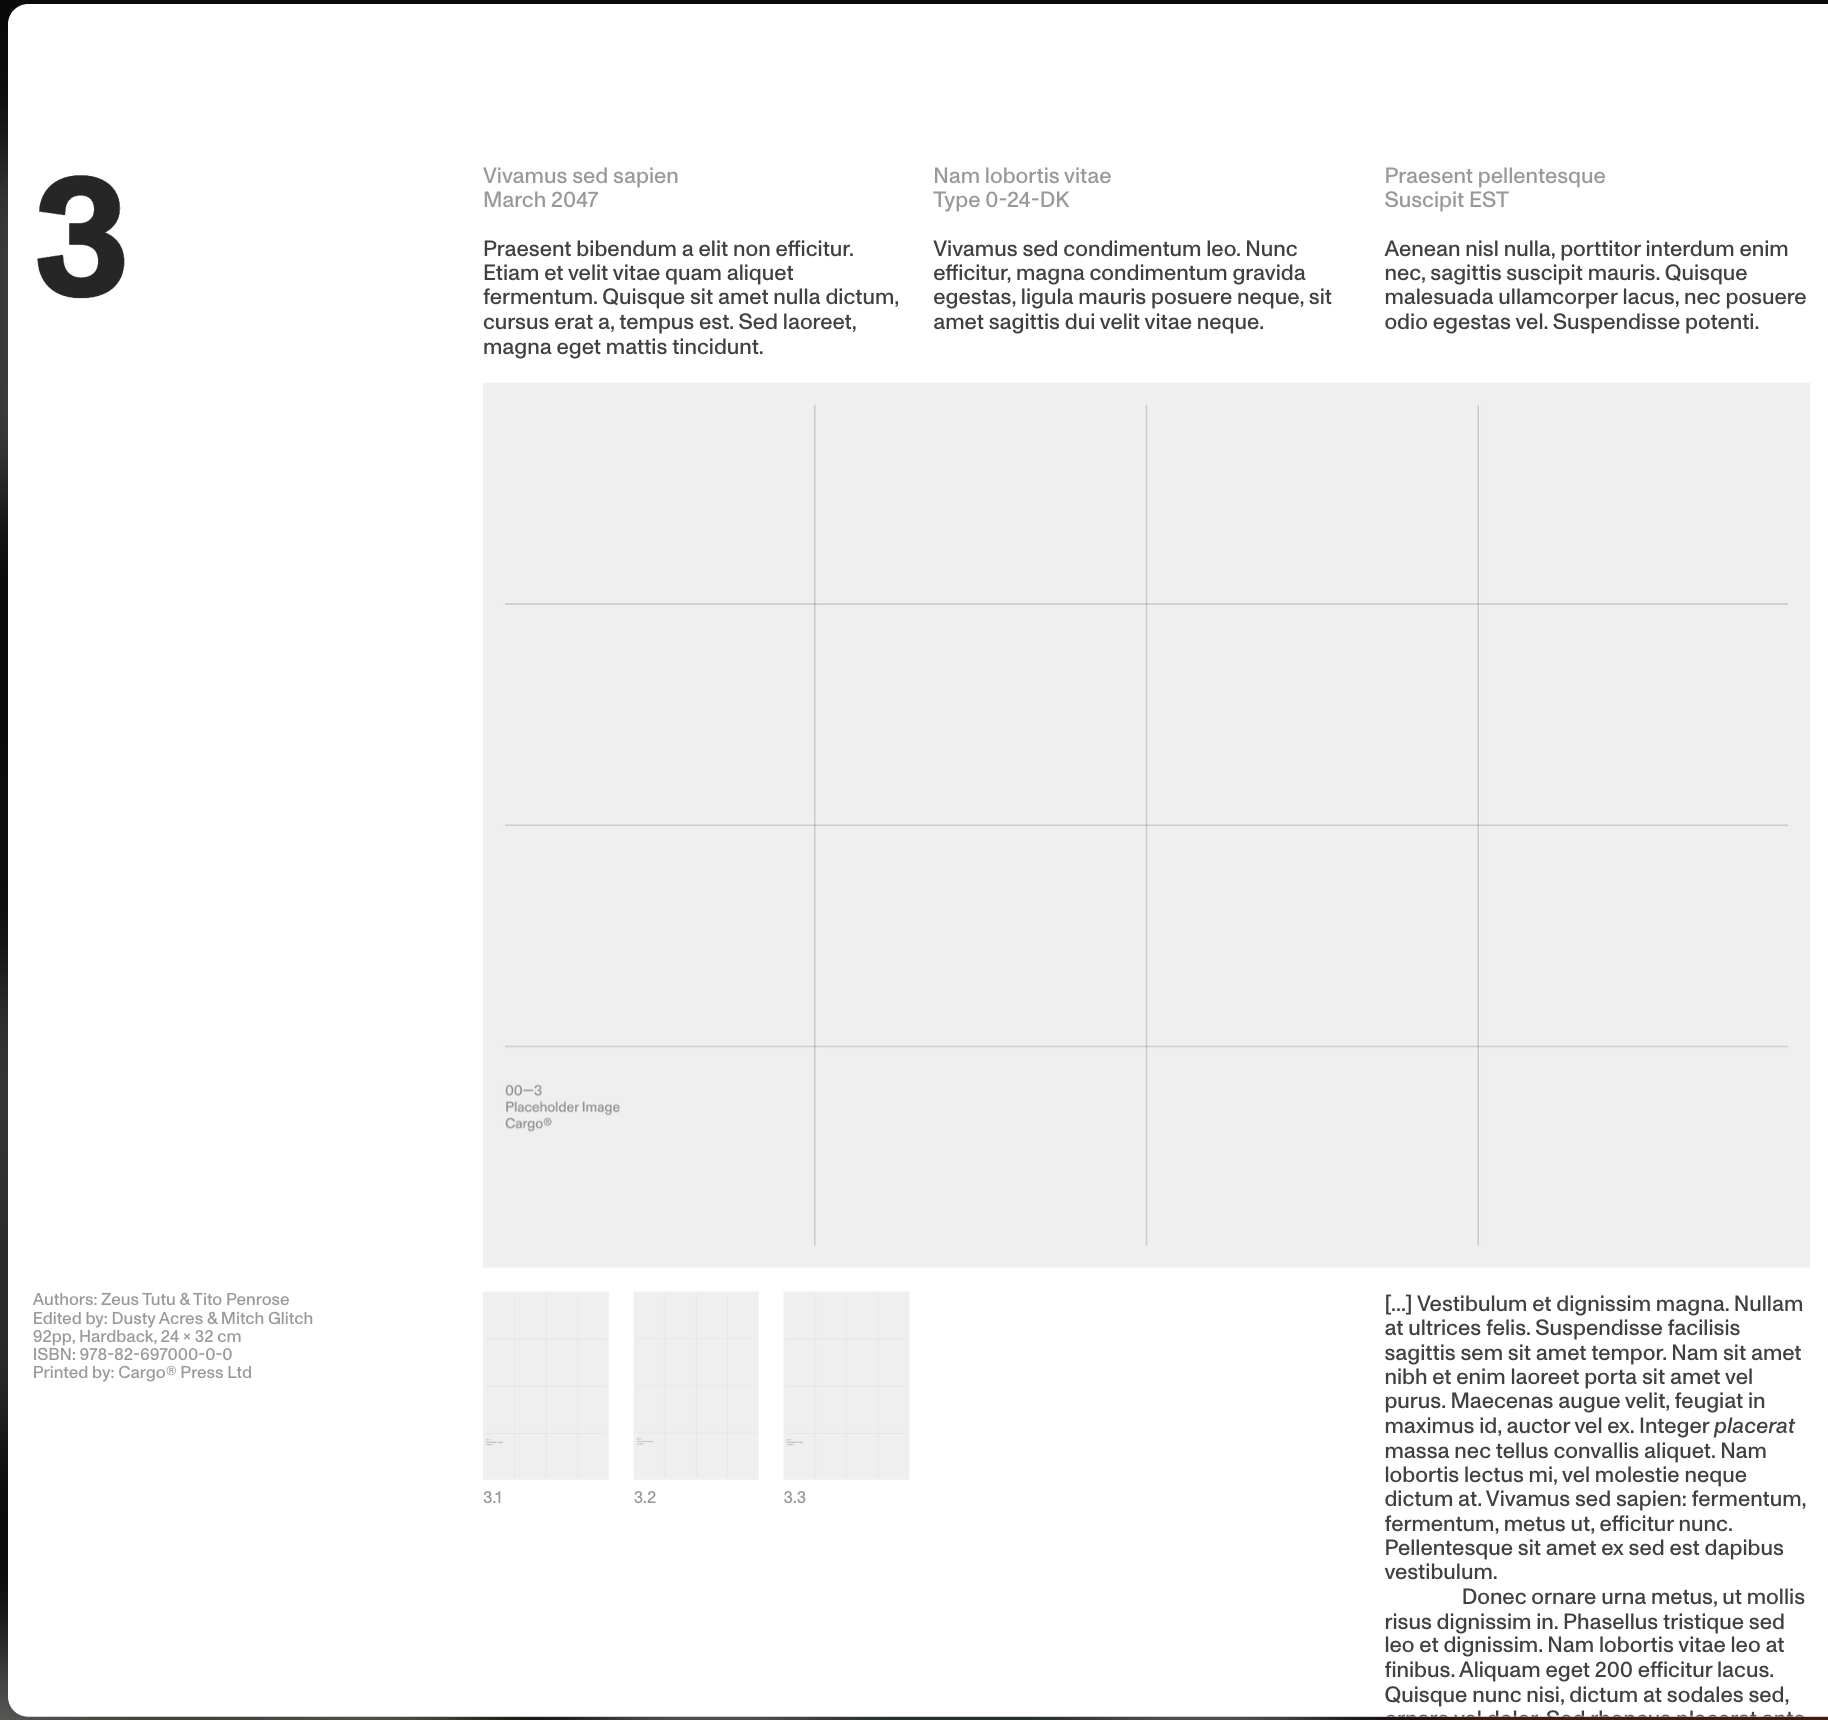 3
Vivamus sed sapien
March 2047
Praesent bibendum a elit non efficitur.
Etiam et velit vitae quam aliquet
fermentum. Quisque sit amet nulla dictum,
cursus erat a, tempus est. Sed laoreet,
magna eget mattis tincidunt.
Nam lobortis vitae
Type 0-24-DK
Vivamus sed condimentum leo. Nunc
efficitur, magna condimentum gravida
egestas, ligula mauris posuere neque, sit
amet sagittis dui velit vitae neque.
Praesent pellentesque
Suscipit EST
Aenean nisl nulla, porttitor interdum enim
nec, sagittis suscipit mauris. Quisque
malesuada ullamcorper lacus, nec posuere
odio egestas vel. Suspendisse potenti.
00—3
Placeholder Image
Cargo®
Authors: Zeus Tutu & Tito Penrose
Edited by: Dusty Acres & Mitch Glitch
92pp, Hardback, 24 × 32 cm
ISBN: 978-82-697000-0-0
Printed by: Cargo® Press Ltd
3.1
3.2
3.3
[...] Vestibulum et dignissim magna. Nullam
at ultrices felis. Suspendisse facilisis
sagittis sem sit amet tempor. Nam sit amet
nibh et enim laoreet porta sit amet vel
purus. Maecenas augue velit, feugiat in
maximus id, auctor vel ex. Integer placerat
massa nec tellus convallis aliquet. Nam
lobortis lectus mi, vel molestie neque
dictum at. Vivamus sed sapien: fermentum,
fermentum, metus ut, efficitur nunc.
Pellentesque sit amet ex sed est dapibus
vestibulum.
Donec ornare urna metus, ut mollis
risus dignissim in. Phasellus tristique sed
leo et dignissim. Nam lobortis vitae leo at
finibus. Aliquam eget 200 efficitur lacus.
Quisque nunc nisi, dictum at sodales sed,